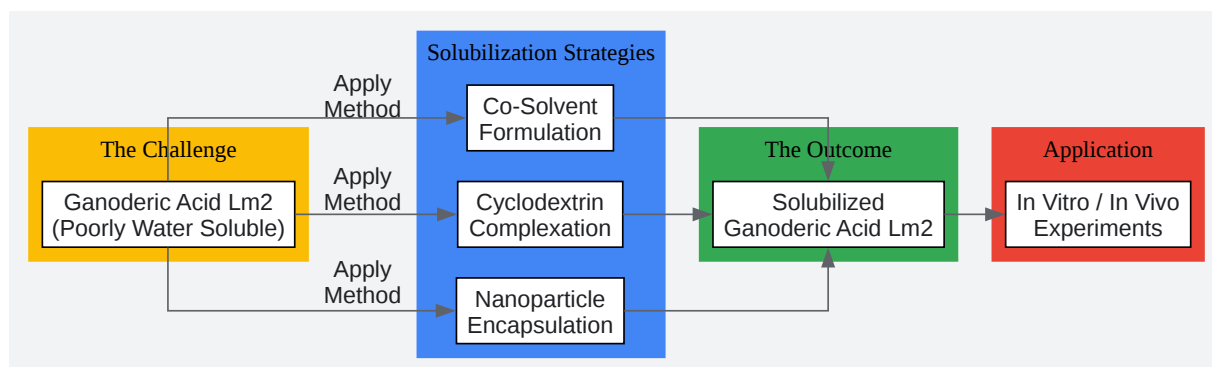 Solubilization Strategies
Apply
Method
Co-Solvent
Formulation
The Challenge
The Outcome
Application
Ganoderic Acid Lm2
(Poorly Water Soluble)
Apply
Method
Cyclodextrin
Complexation
Solubilized
Ganoderic Acid Lm2
In Vitro / In Vivo
Experiments
Apply
Method
Nanoparticle
Encapsulation